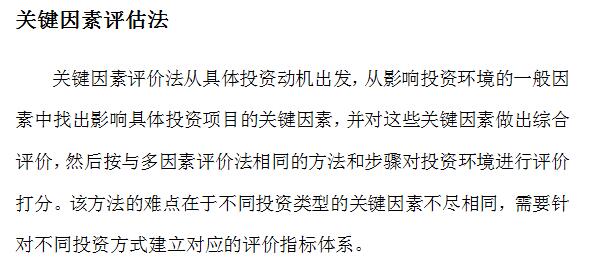 关键因素评估法
关键因素评价法从具体投资动机出发，从影响投资环境的一般因
素中找出影响具体投资项目的关键因素，并对这些关键因素做出综合
评价，然后按与多因素评价法相同的方法和步骤对投资环境进行评价
打分。该方法的难点在于不同投资类型的关键因素不尽相同，需要针
对不同投资方式建立对应的评价指标体系。